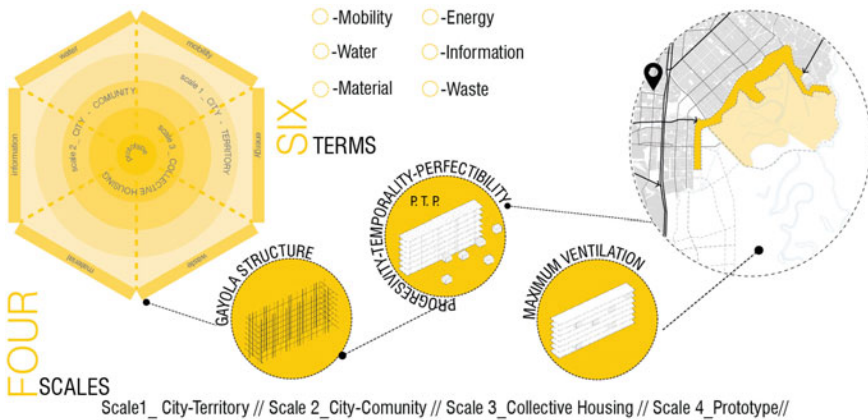 water
mobility
information
energy
material
waste
scale 1 _ CITY - TERRITORY
scale 2 _ CITY - COMUNITY
scale 3 _ COLLECTIVE HOUSING
SIX
TERMS
-Mobility
-Energy
-Water
-Information
-Material
-Waste
PROGRESIVITY-TEMPORALITY-PERFECTIBILITY
P. T. P.
GAYOLA STRUCTURE
MAXIMUM VENTILATION
FOUR
SCALES
Scale1_ City-Territory // Scale 2_City-Comunity // Scale 3_Collective Housing // Scale 4_Prototype//